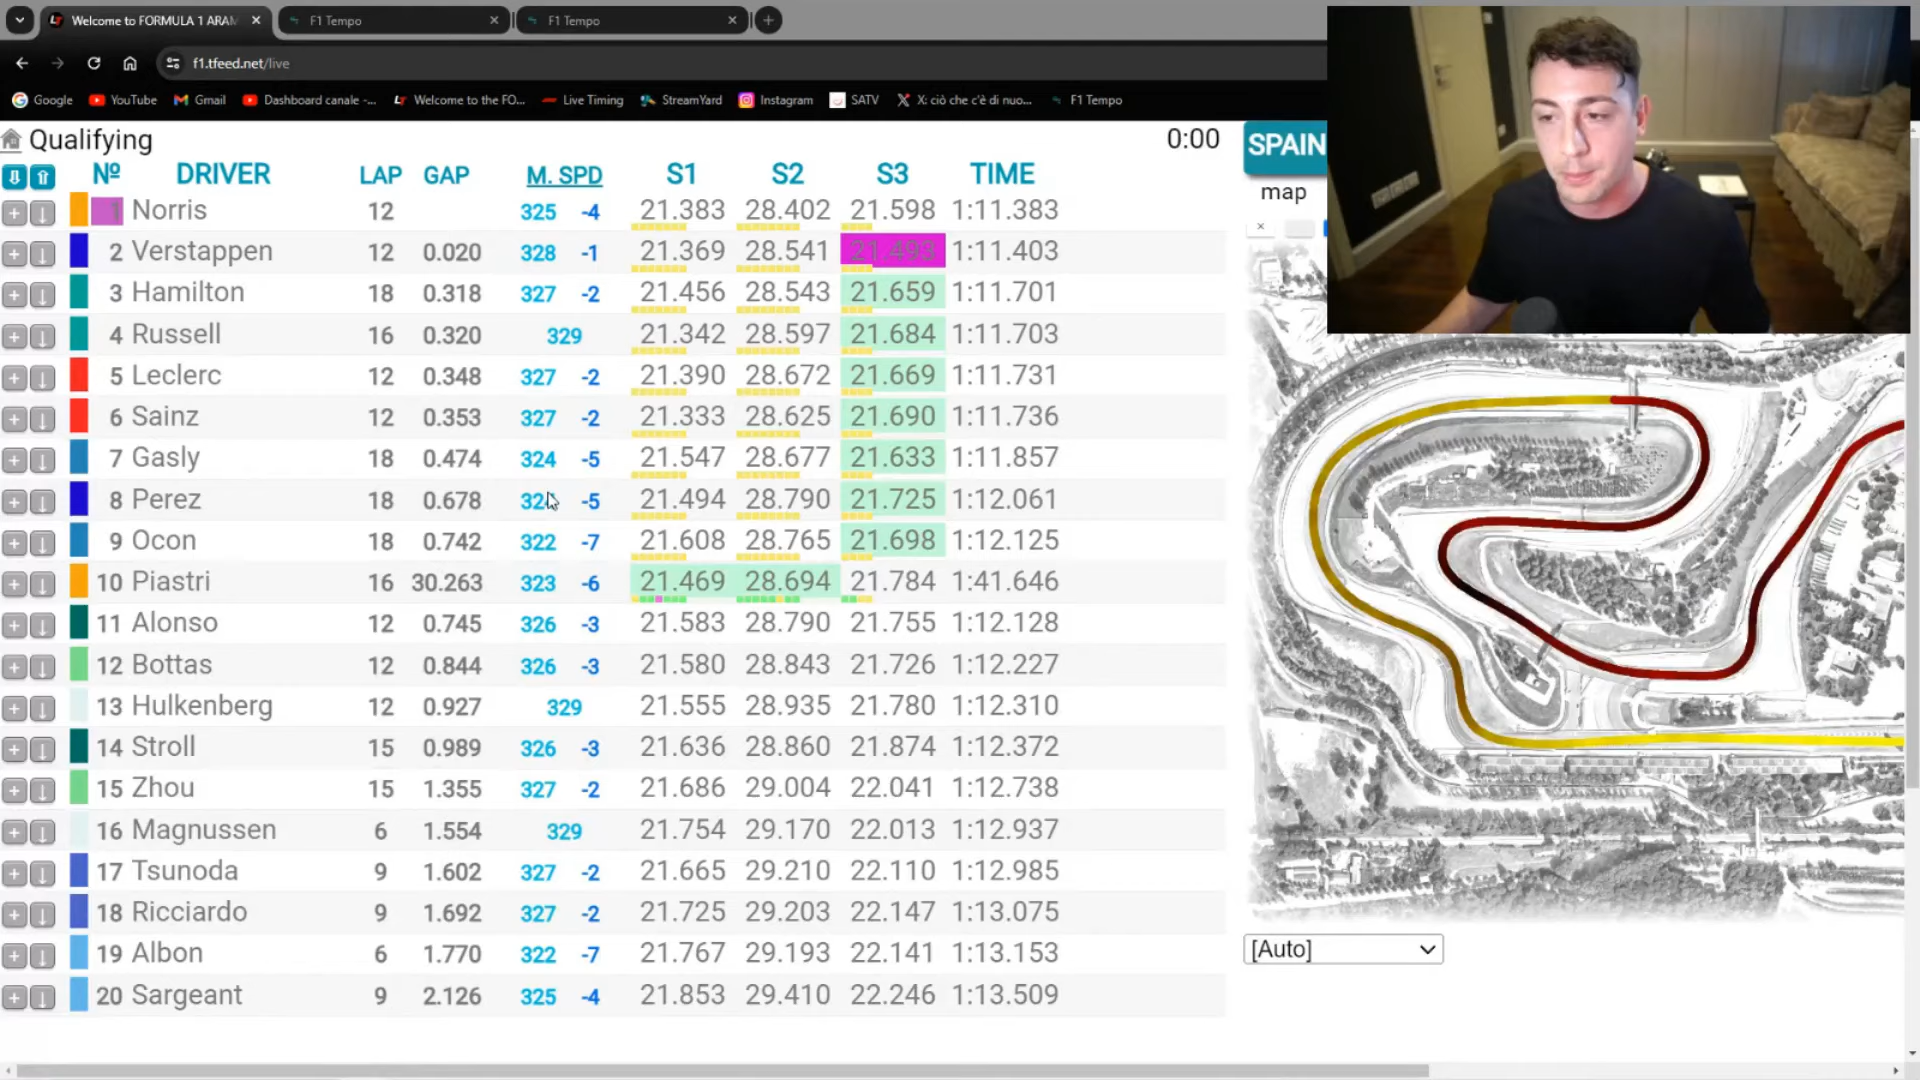 Welcome to FORMULA 1 ARAM
F1 Tempo
F1 Tempo
f1.tfeed.net/live
Google
YouTube
Gmail
Dashboard canale -...
Welcome to the FO...
Live Timing
StreamYard
Instagram
SATV
X: ciò che c'è di nuo...
F1 Tempo
Qualifying 0:00
Nº DRIVER LAP GAP M. SPD S1 S2 S3 TIME
1 Norris 12 325 -4 21.383 28.402 21.598 1:11.383
2 Verstappen 12 0.020 328 -1 21.369 28.541 21.493 1:11.403
3 Hamilton 18 0.318 327 -2 21.456 28.543 21.659 1:11.701
4 Russell 16 0.320 329 21.342 28.597 21.684 1:11.703
5 Leclerc 12 0.348 327 -2 21.390 28.672 21.669 1:11.731
6 Sainz 12 0.353 327 -2 21.333 28.625 21.690 1:11.736
7 Gasly 18 0.474 324 -5 21.547 28.677 21.633 1:11.857
8 Perez 18 0.678 324 -5 21.494 28.790 21.725 1:12.061
9 Ocon 18 0.742 322 -7 21.608 28.765 21.698 1:12.125
10 Piastri 16 30.263 323 -6 21.469 28.694 21.784 1:41.646
11 Alonso 12 0.745 326 -3 21.583 28.790 21.755 1:12.128
12 Bottas 12 0.844 326 -3 21.580 28.843 21.726 1:12.227
13 Hulkenberg 12 0.927 329 21.555 28.935 21.780 1:12.310
14 Stroll 15 0.989 326 -3 21.636 28.860 21.874 1:12.372
15 Zhou 15 1.355 327 -2 21.686 29.004 22.041 1:12.738
16 Magnussen 6 1.554 329 21.754 29.170 22.013 1:12.937
17 Tsunoda 9 1.602 327 -2 21.665 29.210 22.110 1:12.985
18 Ricciardo 9 1.692 327 -2 21.725 29.203 22.147 1:13.075
19 Albon 6 1.770 322 -7 21.767 29.193 22.141 1:13.153
20 Sargeant 9 2.126 325 -4 21.853 29.410 22.246 1:13.509
SPAIN
map
[Auto]